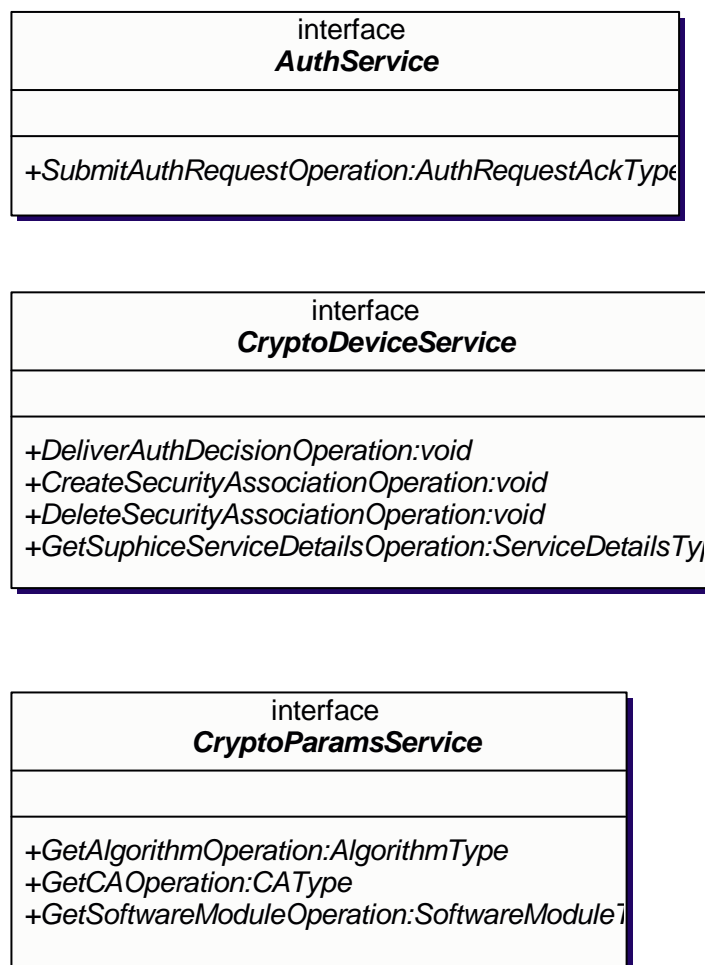 interface
AuthService
+SubmitAuthRequestOperation:AuthRequestAckType
interface
CryptoDeviceService
+DeliverAuthDecisionOperation:void
+CreateSecurityAssociationOperation:void
+DeleteSecurityAssociationOperation:void
+GetSuphiceServiceDetailsOperation:ServiceDetailsTy
interface
CryptoParamsService
+GetAlgorithmOperation:AlgorithmType
+GetCAOperation:CAType
+GetSoftwareModuleOperation:SoftwareModuleT